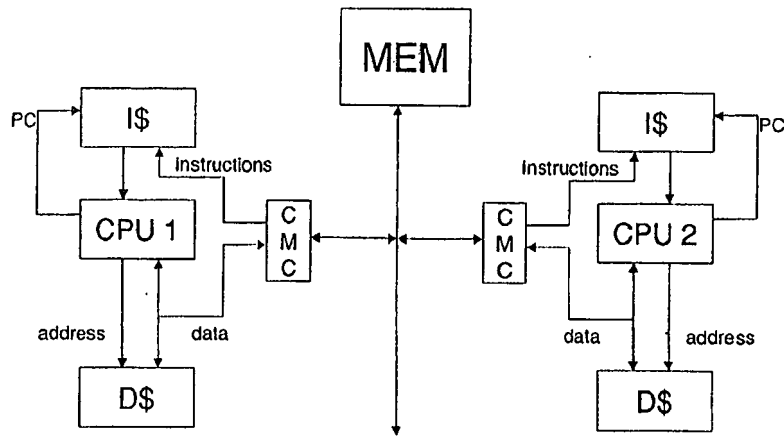 MEM
PC
I$
instructions
CPU 1
C
M
C
address
data
D$
I$
PC
instructions
C
M
C
CPU 2
data
address
D$